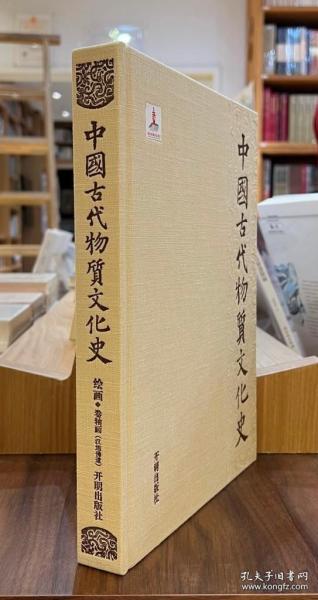 中國古代物質文化史
绘画·卷轴画
开明出版社
中國古代物質文化史
开明出版社
孔夫子旧书网
kongfz.com